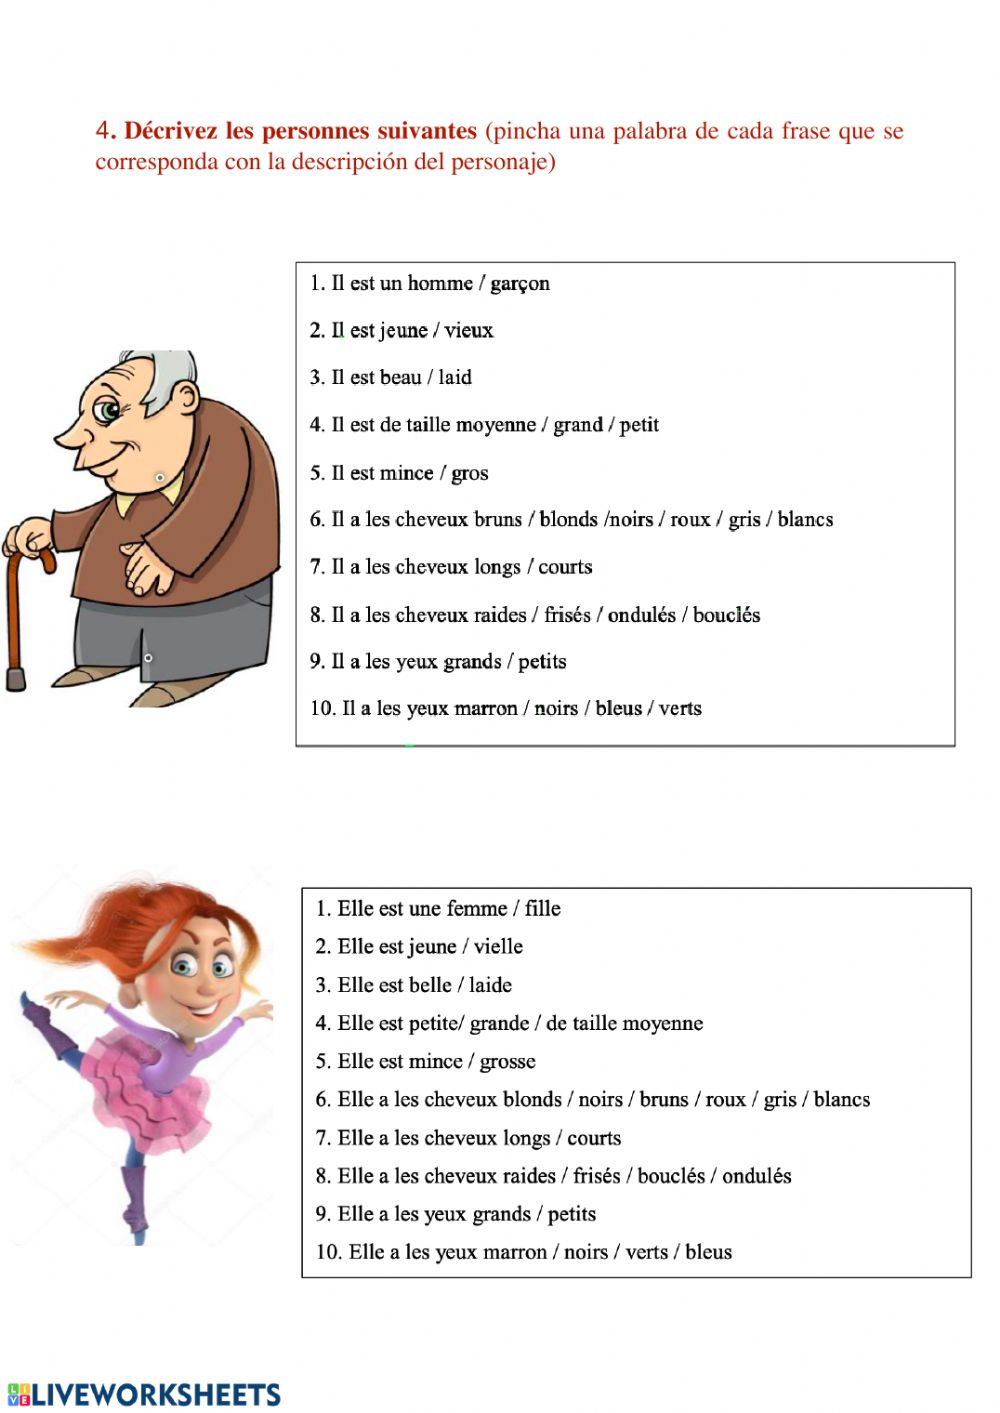 4. Décrivez les personnes suivantes (pincha una palabra de cada frase que se
corresponda con la descripción del personaje)
1. Il est un homme / garçon
2. Il est jeune / vieux
3. Il est beau / laid
4. Il est de taille moyenne / grand / petit
5. Il est mince / gros
6. Il a les cheveux bruns / blonds /noirs / roux / gris / blancs
7. Il a les cheveux longs / courts
8. Il a les cheveux raides / frisés / ondulés / bouclés
9. Il a les yeux grands / petits
10. Il a les yeux marron / noirs / bleus / verts
1. Elle est une femme / fille
2. Elle est jeune / vielle
3. Elle est belle / laide
4. Elle est petite/ grande / de taille moyenne
5. Elle est mince / grosse
6. Elle a les cheveux blonds / noirs / bruns / roux / gris / blancs
7. Elle a les cheveux longs / courts
8. Elle a les cheveux raides / frisés / bouclés / ondulés
9. Elle a les yeux grands / petits
10. Elle a les yeux marron / noirs / verts / bleus
LIVE LIVEWORKSHEETS